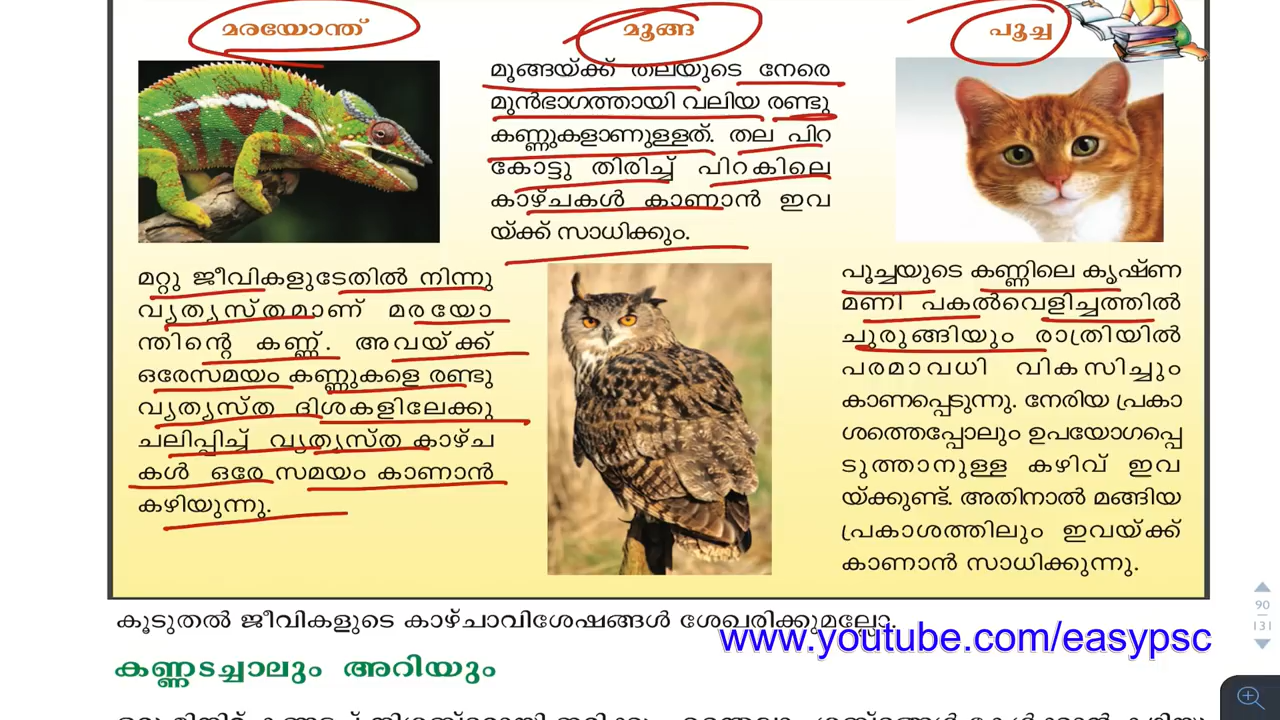 മരയോന്ത്
മൂങ്ങ
പൂച്ച
മൂങ്ങയ്ക്ക് തലയുടെ നേരെ
മുൻഭാഗത്തായി വലിയ രണ്ടു
കണ്ണുകളാണുള്ളത്. തല പിറ
കോട്ടു തിരിച്ച് പിറകിലെ
കാഴ്ചകൾ കാണാൻ ഇവ
യ്ക്ക് സാധിക്കും.
മറ്റു ജീവികളുടേതിൽ നിന്നു
വ്യത്യസ്തമാണ് മരയോ
ന്തിന്റെ കണ്ണ്. അവയ്ക്ക്
ഒരേസമയം കണ്ണുകളെ രണ്ടു
വ്യത്യസ്ത ദിശകളിലേക്കു
ചലിപ്പിച്ച് വ്യത്യസ്ത കാഴ്ച
കൾ ഒരേ സമയം കാണാൻ
കഴിയുന്നു.
പൂച്ചയുടെ കണ്ണിലെ കൃഷ്ണ
മണി പകൽവെളിച്ചത്തിൽ
ചുരുങ്ങിയും രാത്രിയിൽ
പരമാവധി വികസിച്ചും
കാണപ്പെടുന്നു. നേരിയ പ്രകാ
ശത്തെപ്പോലും ഉപയോഗപ്പെ
ടുത്താനുള്ള കഴിവ് ഇവ
യ്ക്കുണ്ട്. അതിനാൽ മങ്ങിയ
പ്രകാശത്തിലും ഇവയ്ക്ക്
കാണാൻ സാധിക്കുന്നു.
കൂടുതൽ ജീവികളുടെ കാഴ്ചാവിശേഷങ്ങൾ ശേഖരിക്കുമല്ലോ.
www.youtube.com/easypsc
കണ്ണടച്ചാലും അറിയും
90
131